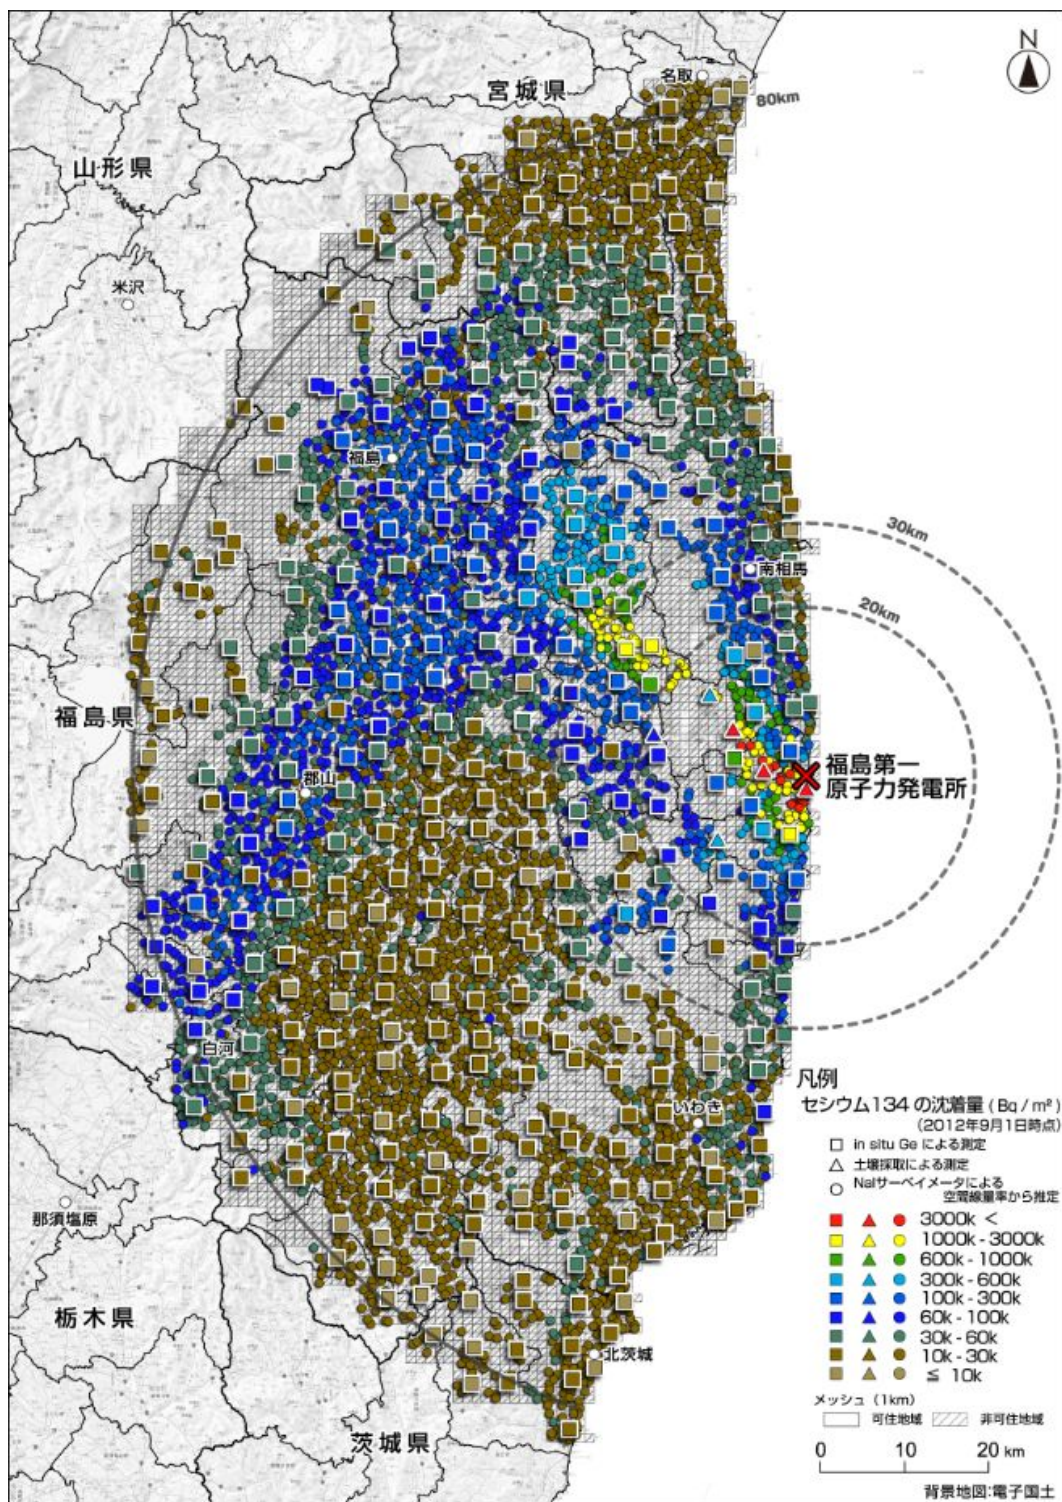 N
名取
宮城県
80km
山形県
米沢
福島
30km
南相馬
20km
福島県
福島第一
原子力発電所
郡山
白河
凡例
セシウム134 の沈着量 ( Bq / m² )
(2012年9月1日時点)
in situ Ge による測定
いわき
土壌採取による測定
NaIサーベイメータによる
空間線量率から推定
那須塩原
3000k <
1000k - 3000k
600k - 1000k
300k - 600k
100k - 300k
60k - 100k
30k - 60k
10k - 30k
≦ 10k
栃木県
北茨城
メッシュ (1km)
可住地域
非可住地域
茨城県
0 10 20 km
背景地図:電子国土